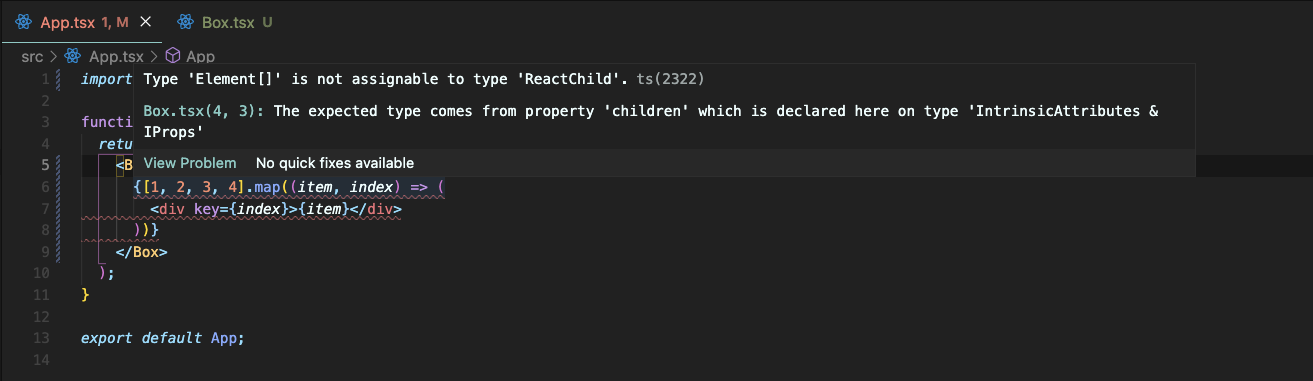 App.tsx 1, M × Box.tsx U
src > App.tsx > App
1 import Type 'Element[]' is not assignable to type 'ReactChild'. ts(2322)
2
Box.tsx(4, 3): The expected type comes from property 'children' which is declared here on type 'IntrinsicAttributes &
3 functi IProps'
4 retu
View Problem No quick fixes available
5 <B
6 {[1, 2, 3, 4].map((item, index) => (
7 <div key={index}>{item}</div>
8 ))}
9 </Box>
10 );
11 }
12
13 export default App;
14